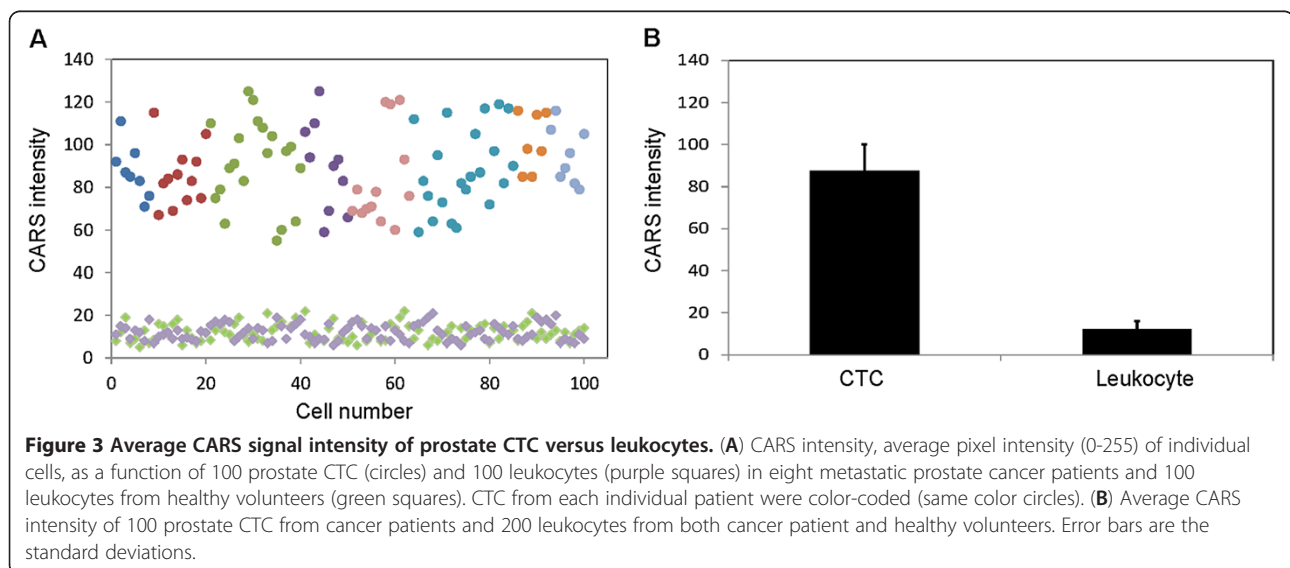 A
CARS intensity
140
120
100
80
60
40
20
0
0 20 40 60 80 100
Cell number
B
CARS intensity
140
120
100
80
60
40
20
0
CTC Leukocyte
Figure 3 Average CARS signal intensity of prostate CTC versus leukocytes. (A) CARS intensity, average pixel intensity (0-255) of individual
cells, as a function of 100 prostate CTC (circles) and 100 leukocytes (purple squares) in eight metastatic prostate cancer patients and 100
leukocytes from healthy volunteers (green squares). CTC from each individual patient were color-coded (same color circles). (B) Average CARS
intensity of 100 prostate CTC from cancer patients and 200 leukocytes from both cancer patient and healthy volunteers. Error bars are the
standard deviations.